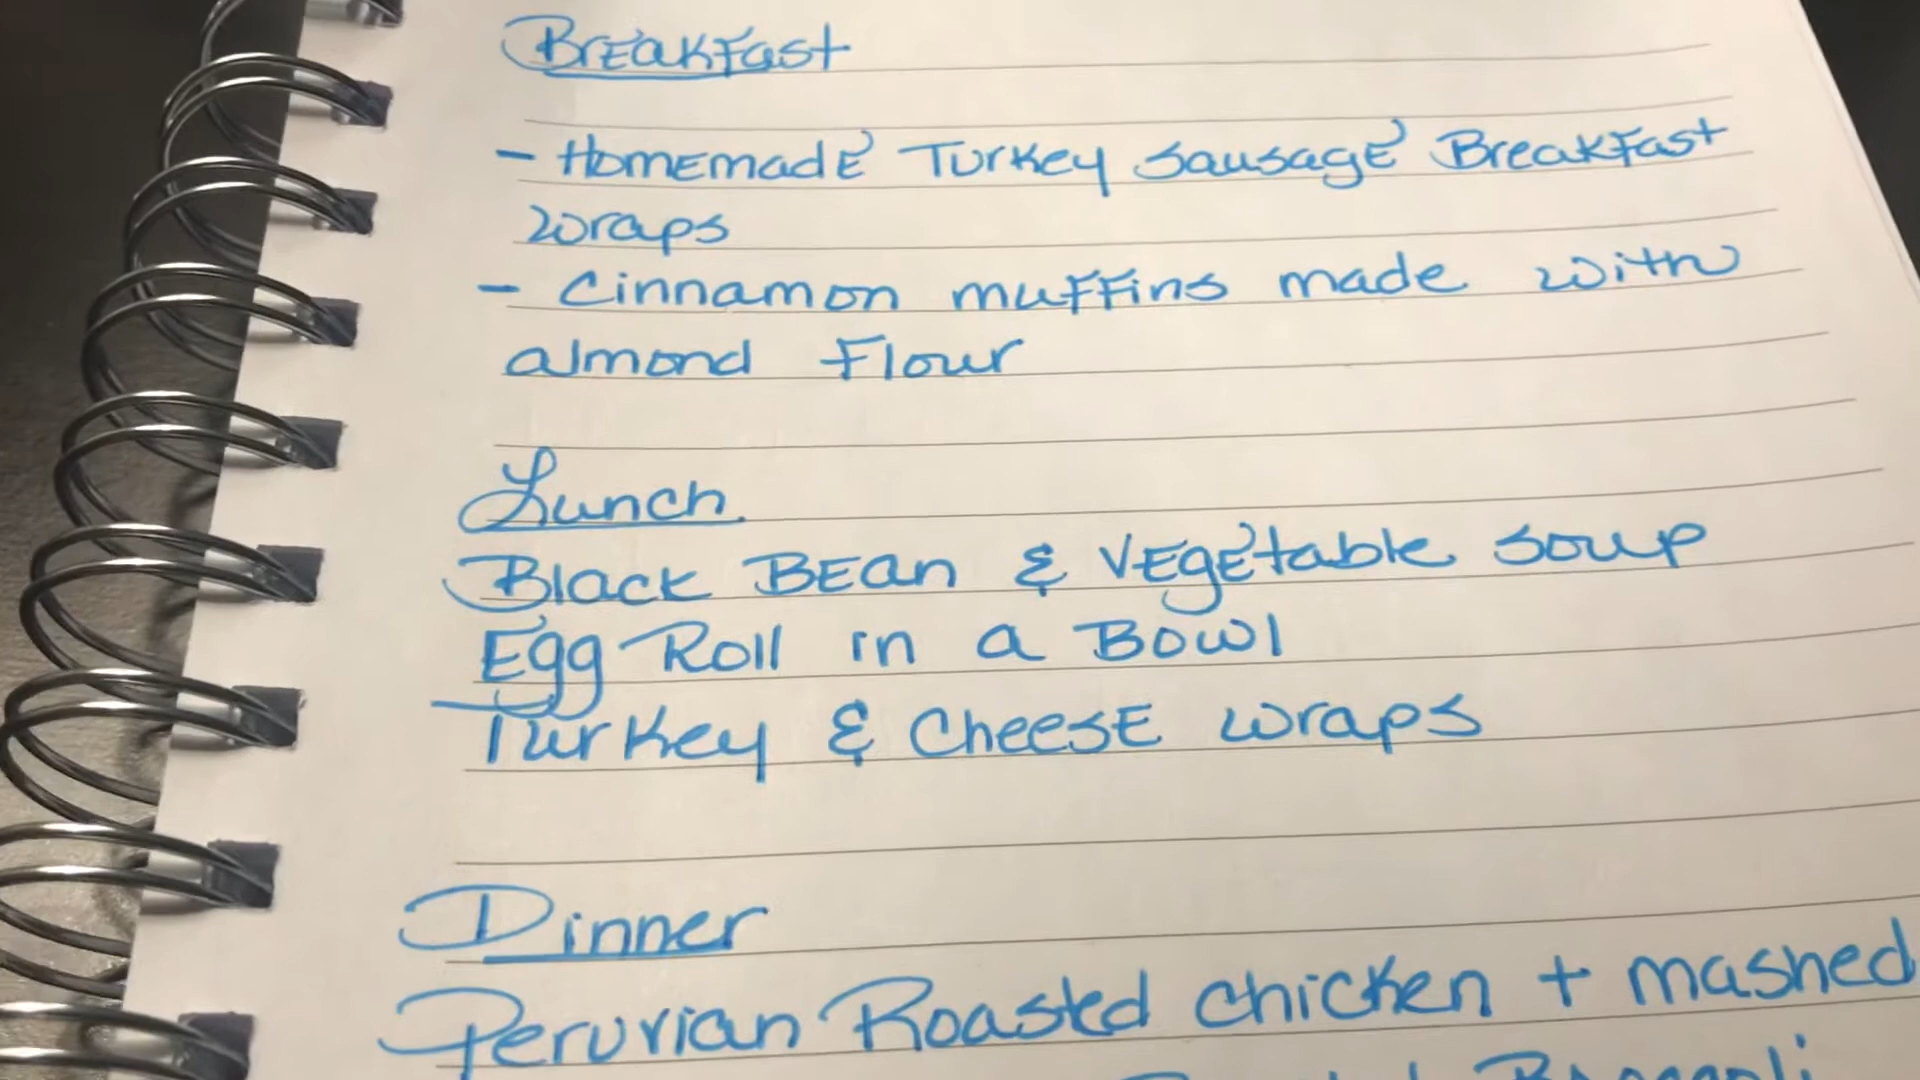 Breakfast
- Homemade Turkey Sausage Breakfast
wraps
- Cinnamon muffins made with
almond Flour
Lunch
Black Bean & Vegetable Soup
Egg Roll in a Bowl
Turkey & Cheese wraps
Dinner
Peruvian Roasted Chicken + mashed